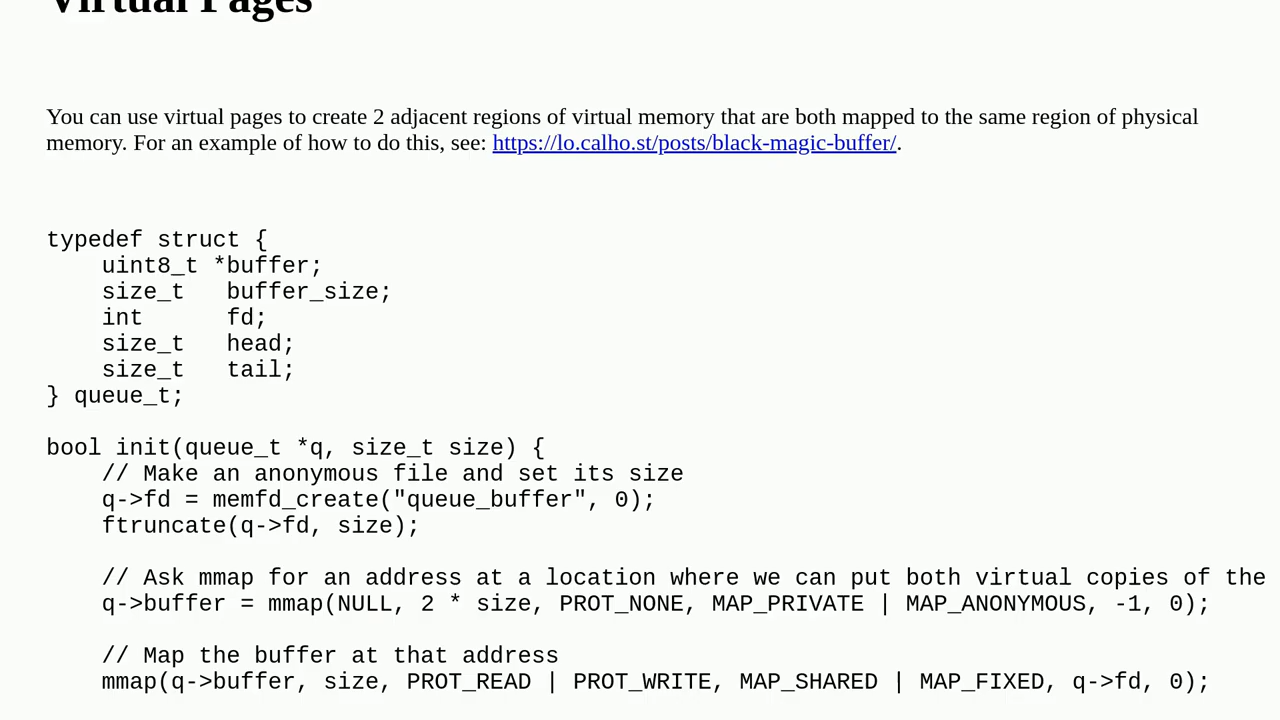 Virtual Pages
You can use virtual pages to create 2 adjacent regions of virtual memory that are both mapped to the same region of physical
memory. For an example of how to do this, see: https://lo.calho.st/posts/black-magic-buffer/.
typedef struct {
    uint8_t *buffer;
    size_t   buffer_size;
    int      fd;
    size_t   head;
    size_t   tail;
} queue_t;
bool init(queue_t *q, size_t size) {
    // Make an anonymous file and set its size
    q->fd = memfd_create("queue_buffer", 0);
    ftruncate(q->fd, size);
    // Ask mmap for an address at a location where we can put both virtual copies of the
    q->buffer = mmap(NULL, 2 * size, PROT_NONE, MAP_PRIVATE | MAP_ANONYMOUS, -1, 0);
    // Map the buffer at that address
    mmap(q->buffer, size, PROT_READ | PROT_WRITE, MAP_SHARED | MAP_FIXED, q->fd, 0);